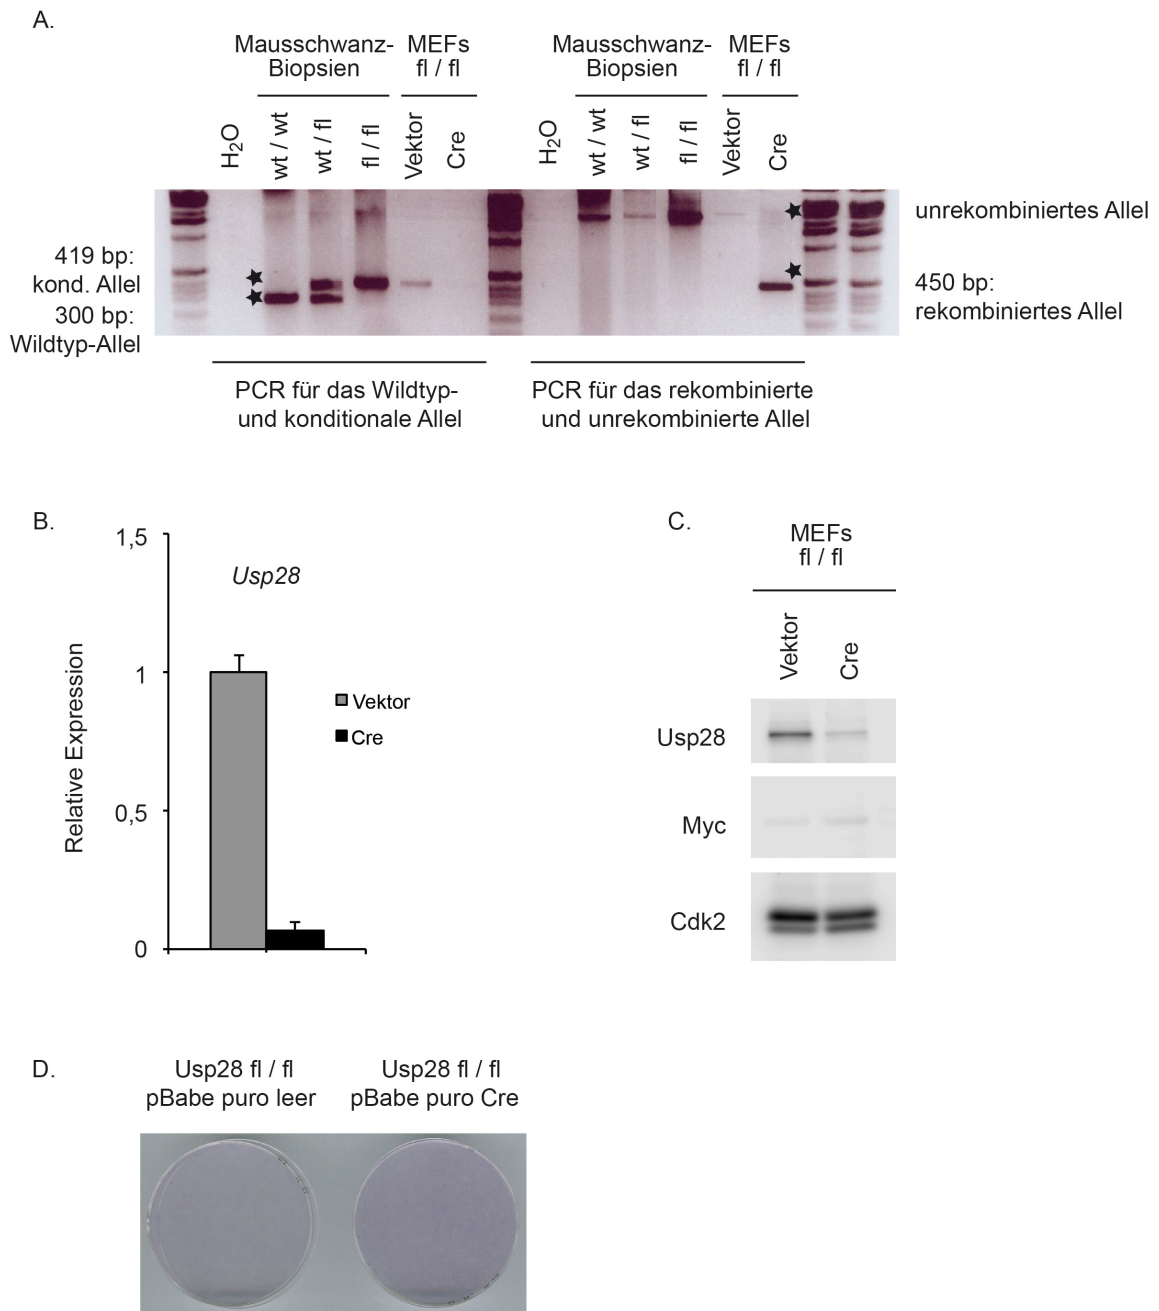 A.
Mausschwanz-
Biopsien
MEFs
fl / fl
Mausschwanz-
Biopsien
MEFs
fl / fl
H2O
wt / wt
wt / fl
fl / fl
Vektor
Cre
H2O
wt / wt
wt / fl
fl / fl
Vektor
Cre
419 bp:
kond. Allel
300 bp:
Wildtyp-Allel
unrekombiniertes Allel
450 bp:
rekombiniertes Allel
PCR für das Wildtyp-
und konditionale Allel
PCR für das rekombinierte
und unrekombinierte Allel
B.
1,5
1
0,5
0
Relative Expression
Usp28
Vektor
Cre
C.
MEFs
fl / fl
Vektor
Cre
Usp28
Myc
Cdk2
D.
Usp28 fl / fl
pBabe puro leer
Usp28 fl / fl
pBabe puro Cre